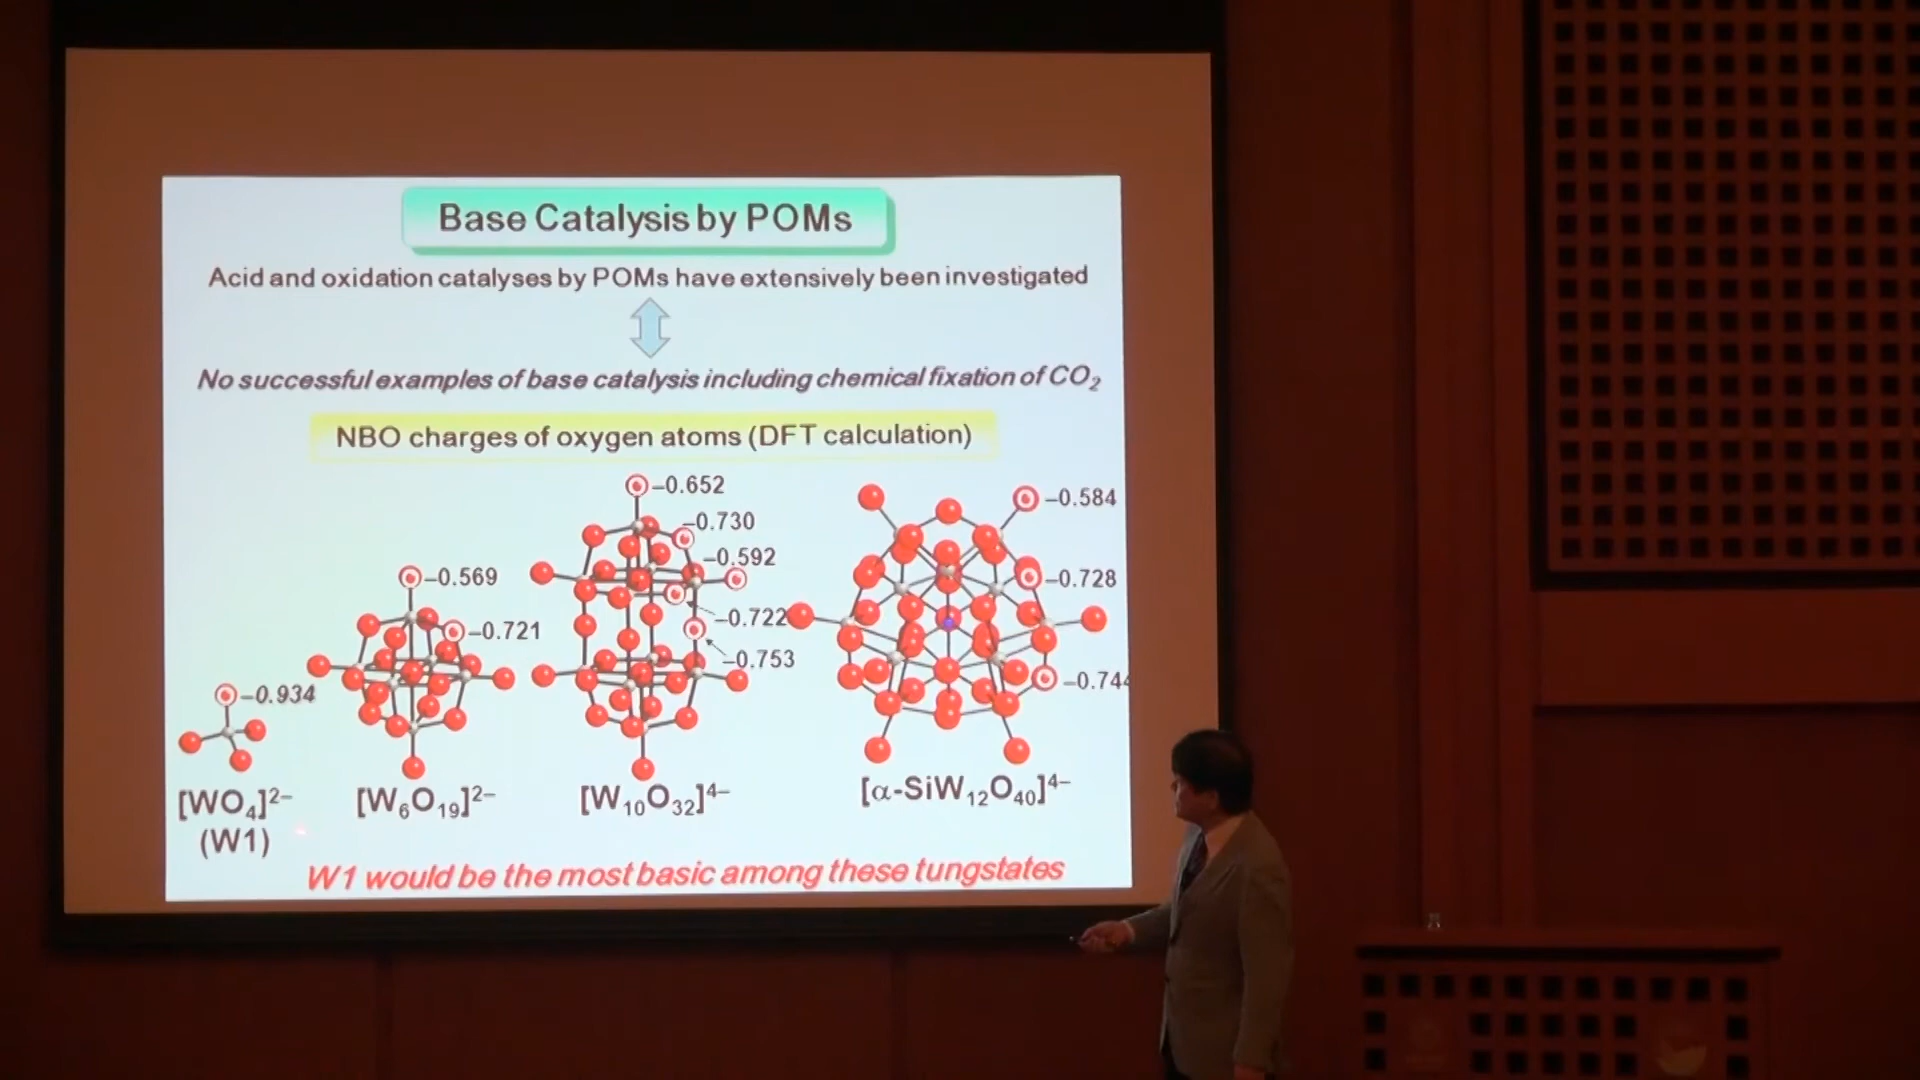 Base Catalysis by POMs
Acid and oxidation catalyses by POMs have extensively been investigated
No successful examples of base catalysis including chemical fixation of CO₂
NBO charges of oxygen atoms (DFT calculation)
−0.934
[WO₄]²⁻
(W1)
−0.569
−0.721
[W₆O₁₉]²⁻
−0.652
−0.730
−0.592
−0.722
−0.753
[W₁₀O₃₂]⁴⁻
−0.584
−0.728
−0.744
[α-SiW₁₂O₄₀]⁴⁻
W1 would be the most basic among these tungstates